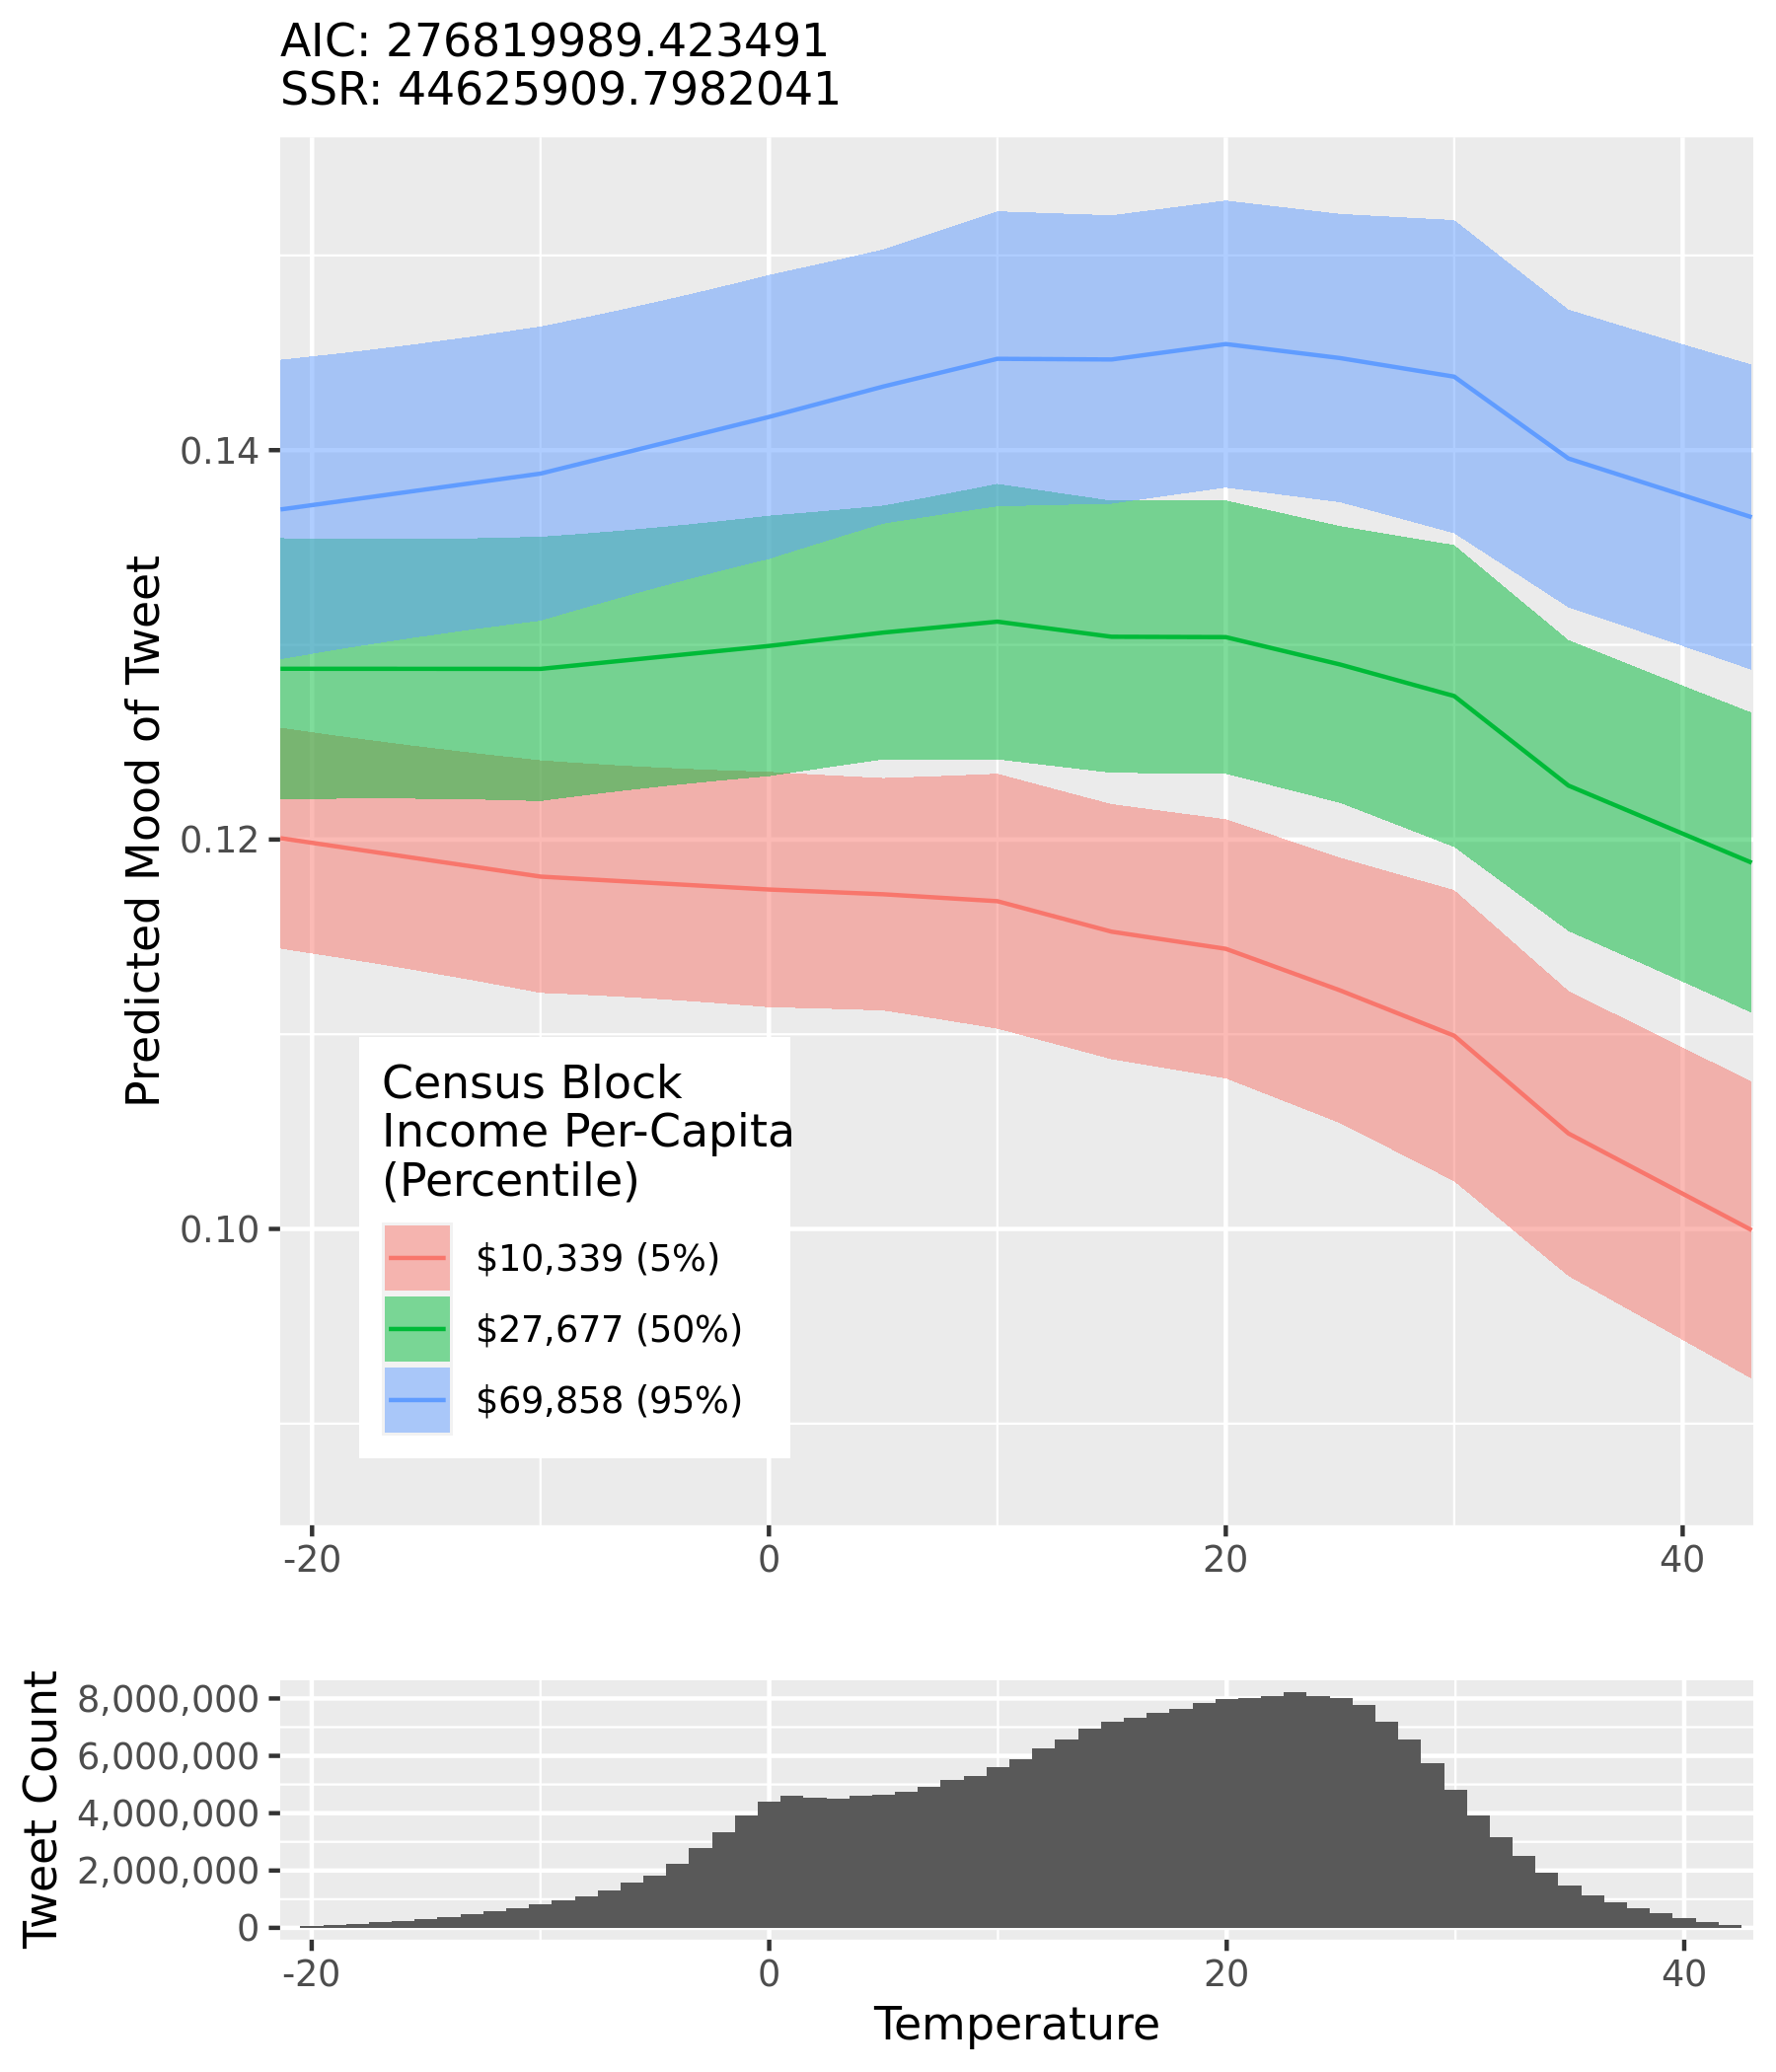 AIC: 276819989.423491
SSR: 44625909.7982041
Predicted Mood of Tweet
0.14
0.12
0.10
Census Block
Income Per-Capita
(Percentile)
$10,339 (5%)
$27,677 (50%)
$69,858 (95%)
-20 0 20 40
Tweet Count
8,000,000
6,000,000
4,000,000
2,000,000
0
-20 0 20 40
Temperature